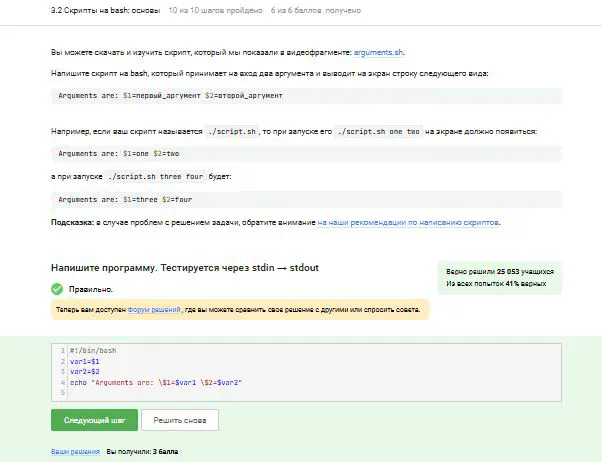 3.2 Скрипты на bash: основы 10 из 10 шагов пройдено 6 из 6 баллов получено
Вы можете скачать и изучить скрипт, который мы показали в видеофрагменте: arguments.sh.
Напишите скрипт на bash, который принимает на вход два аргумента и выводит на экран строку следующего вида:
Arguments are: $1=первый_аргумент $2=второй_аргумент
Например, если ваш скрипт называется ./script.sh, то при запуске его ./script.sh one two на экране должно появиться:
Arguments are: $1=one $2=two
а при запуске ./script.sh three four будет:
Arguments are: $1=three $2=four
Подсказка: в случае проблем с решением задачи, обратите внимание на наши рекомендации по написанию скриптов.
Напишите программу. Тестируется через stdin → stdout
Верно решили 25 053 учащихся
Из всех попыток 41% верных
Правильно.
Теперь вам доступен Форум решений, где вы можете сравнить свое решение с другими или спросить совета.
1 #!/bin/bash
2 var1=$1
3 var2=$2
4 echo "Arguments are: \$1=$var1 \$2=$var2"
5
Следующий шаг Решить снова
Ваши решения Вы получили: 3 балла